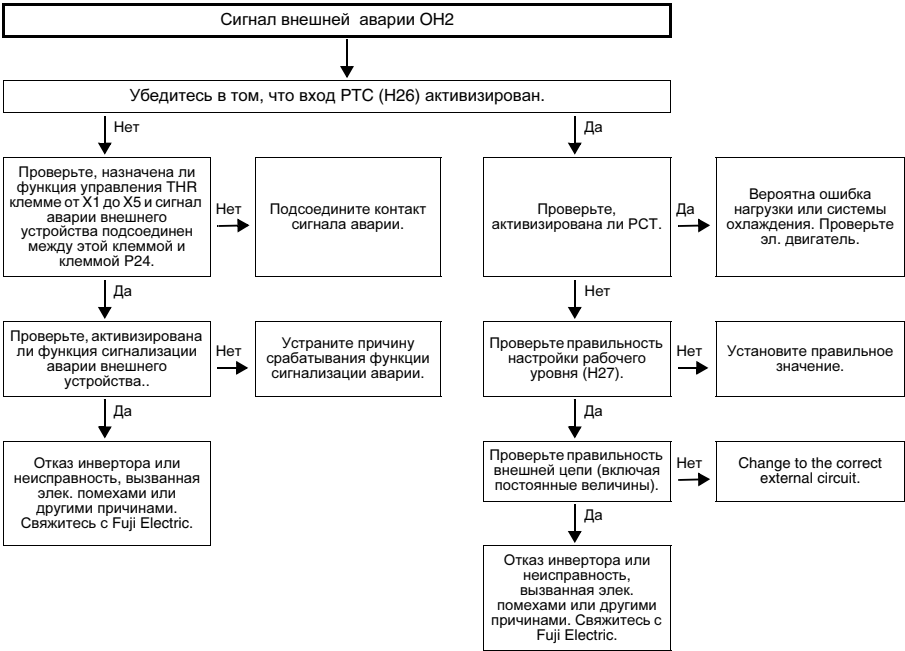 Сигнал внешней аварии OH2
Убедитесь в том, что вход PTC (H26) активизирован.
Нет
Да
Проверьте, назначена ли
функция управления THR
клемме от X1 до X5 и сигнал
аварии внешнего
устройства подсоединен
между этой клеммой и
клеммой P24.
Нет
Подсоедините контакт
сигнала аварии.
Проверьте,
активизирована ли PCT.
Да
Вероятна ошибка
нагрузки или системы
охлаждения. Проверьте
эл. двигатель.
Да
Нет
Проверьте, активизирована
ли функция сигнализации
аварии внешнего
устройства..
Нет
Устраните причину
срабатывания функции
сигнализации аварии.
Проверьте правильность
настройки рабочего
уровня (H27).
Нет
Установите правильное
значение.
Да
Да
Отказ инвертора или
неисправность, вызванная
элек. помехами или
другими причинами.
Свяжитесь с Fuji Electric.
Проверьте правильность
внешней цепи (включая
постоянные величины).
Нет
Change to the correct
external circuit.
Да
Отказ инвертора или
неисправность,
вызванная элек.
помехами или другими
причинами. Свяжитесь с
Fuji Electric.